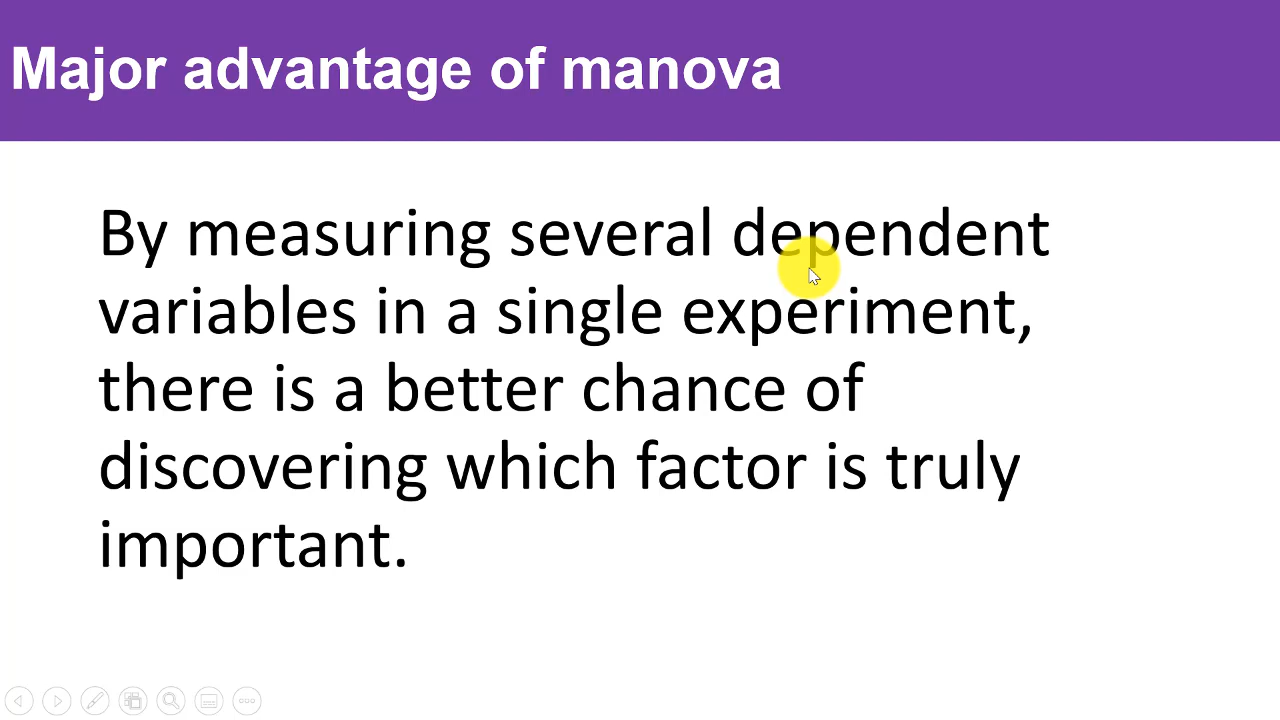 Major advantage of manova
By measuring several dependent
variables in a single experiment,
there is a better chance of
discovering which factor is truly
important.